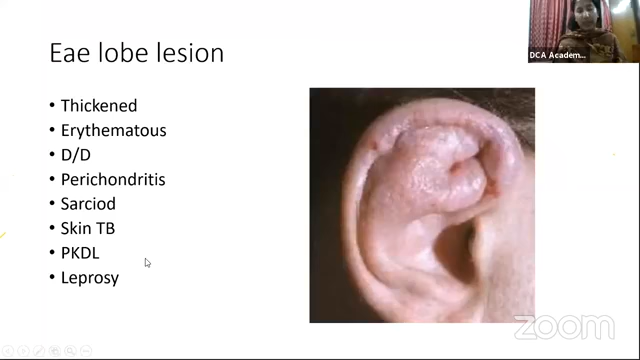 Eae lobe lesion
• Thickened
• Erythematous
• D/D
• Perichondritis
• Sarciod
• Skin TB
• PKDL
• Leprosy
DCA Academ...
zoom